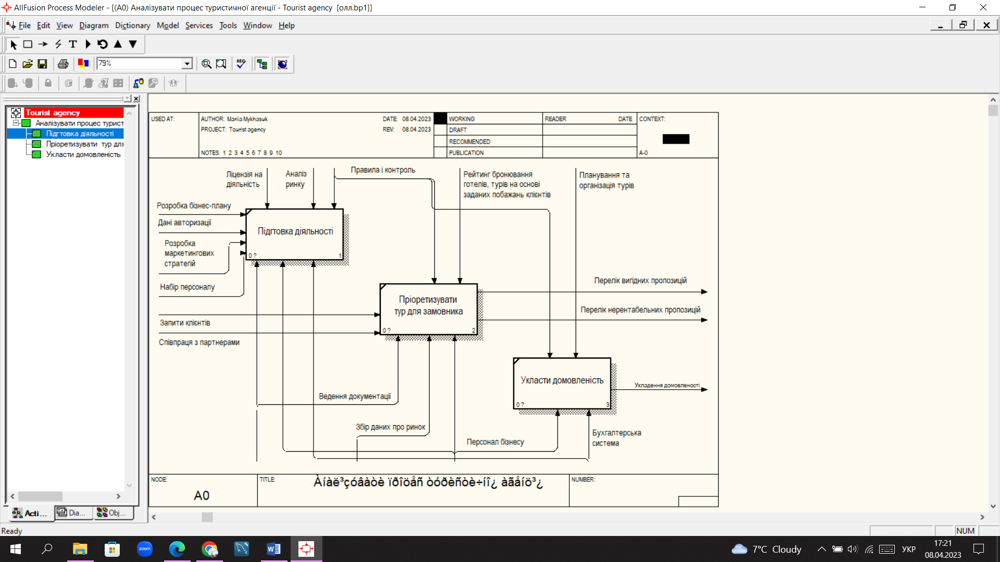 AllFusion Process Modeler - [(A0) Аналізувати процес туристичної агенції - Tourist agency [олл.bp1]]
File Edit View Diagram Dictionary Model Services Tools Window Help
T
79%
ABC
Tourist agency
Аналізувати процес турист
Підгтовка діяльності
Пріоретизувати тур для
Укласти домовленість
Acti...
Dia...
Obj...
USED AT:
AUTHOR: Mariia Mykhasuk
DATE: 08.04.2023
PROJECT: Tourist agency
REV: 08.04.2023
NOTES: 1 2 3 4 5 6 7 8 9 10
WORKING
DRAFT
RECOMMENDED
PUBLICATION
READER
DATE
CONTEXT:
A-0
Ліцензія на
діяльність
Аналіз
ринку
Правила і контроль
Рейтинг бронювання
готелів, турів на основі
заданих побажань клієнтів
Планування та
організація турів
Розробка бізнес-плану
Дані авторизації
Розробка
маркетингових
стратегій
Набір персоналу
Підгтовка діяльності
0 ?
1
Запити клієнтів
Співпраця з партнерами
Пріоретизувати
тур для замовника
0 ?
2
Перелік вигідних пропозицій
Перелік нерентабельних пропозицій
Укласти домовленість
0 ?
3
Укладення домовленості
Ведення документації
Збір даних про ринок
Персонал бізнесу
Бухгалтерська
система
NODE:
A0
TITLE:
Àíàë³çóâàòè ïðîöåñ òóðèñòè÷íî¿ àãåíö³¿
NUMBER:
Ready
NUM
zoom
7°C Cloudy
УКР
17:21
08.04.2023